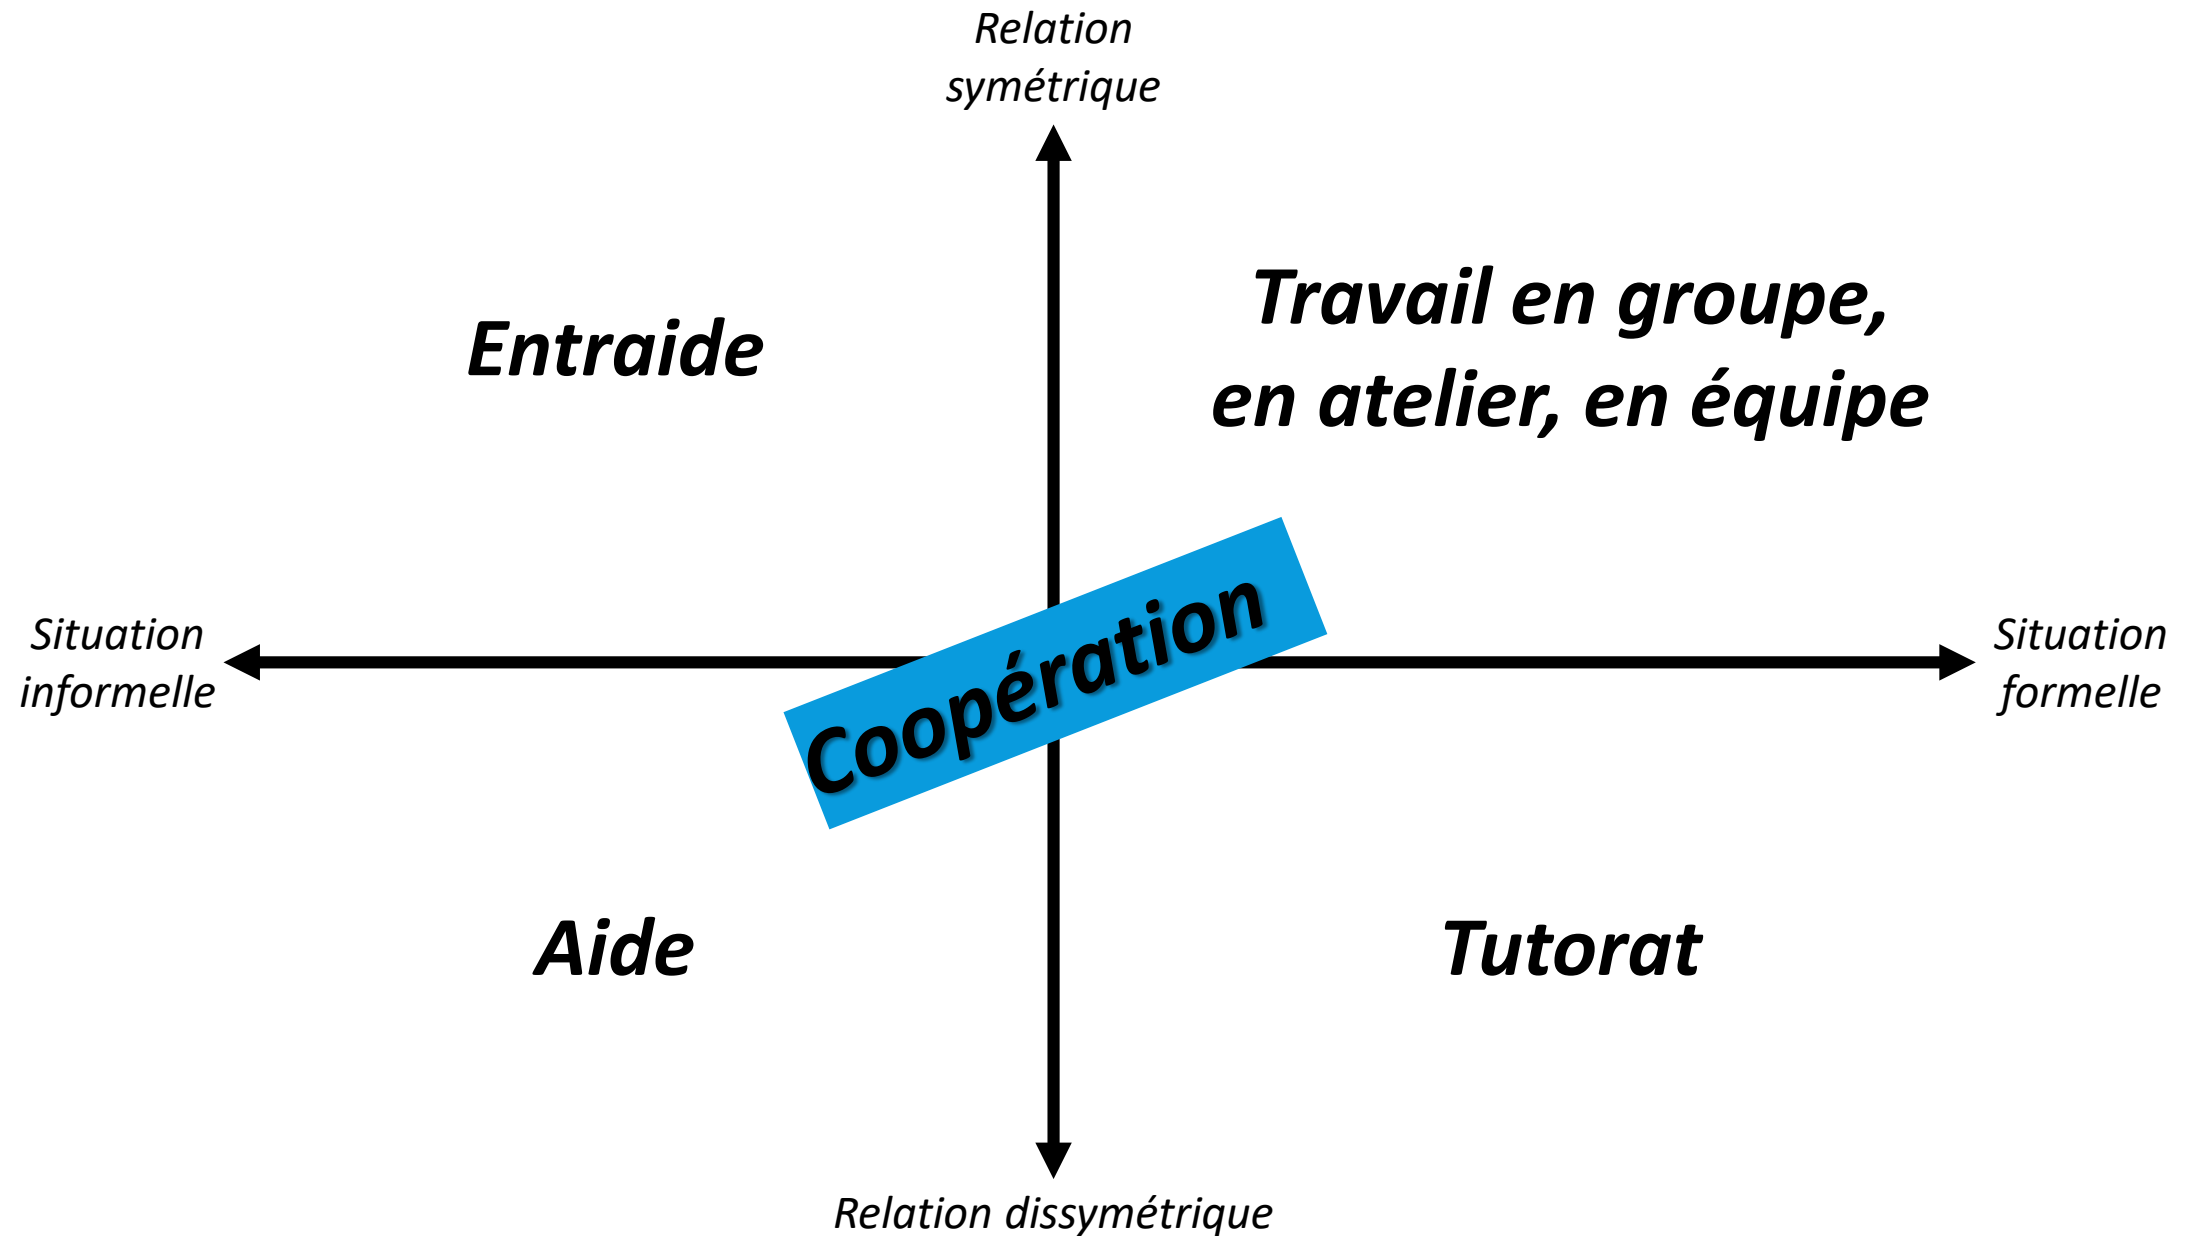 Relation
symétrique
Entraide
Travail en groupe,
en atelier, en équipe
Situation
informelle
Coopération
Situation
formelle
Aide
Tutorat
Relation dissymétrique